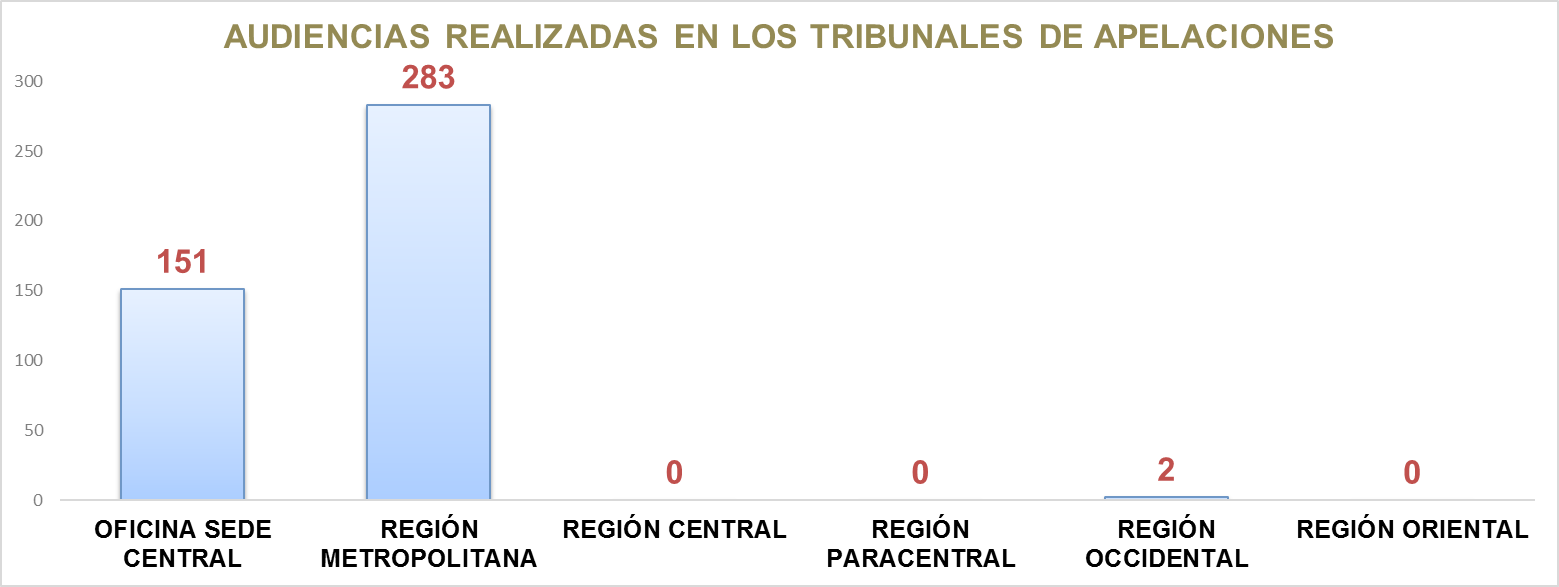 AUDIENCIAS REALIZADAS EN LOS TRIBUNALES DE APELACIONES
300
250
200
150
100
50
0
151
283
0
0
2
0
OFICINA SEDE
CENTRAL
REGIÓN
METROPOLITANA
REGIÓN CENTRAL
REGIÓN
PARACENTRAL
REGIÓN
OCCIDENTAL
REGIÓN ORIENTAL